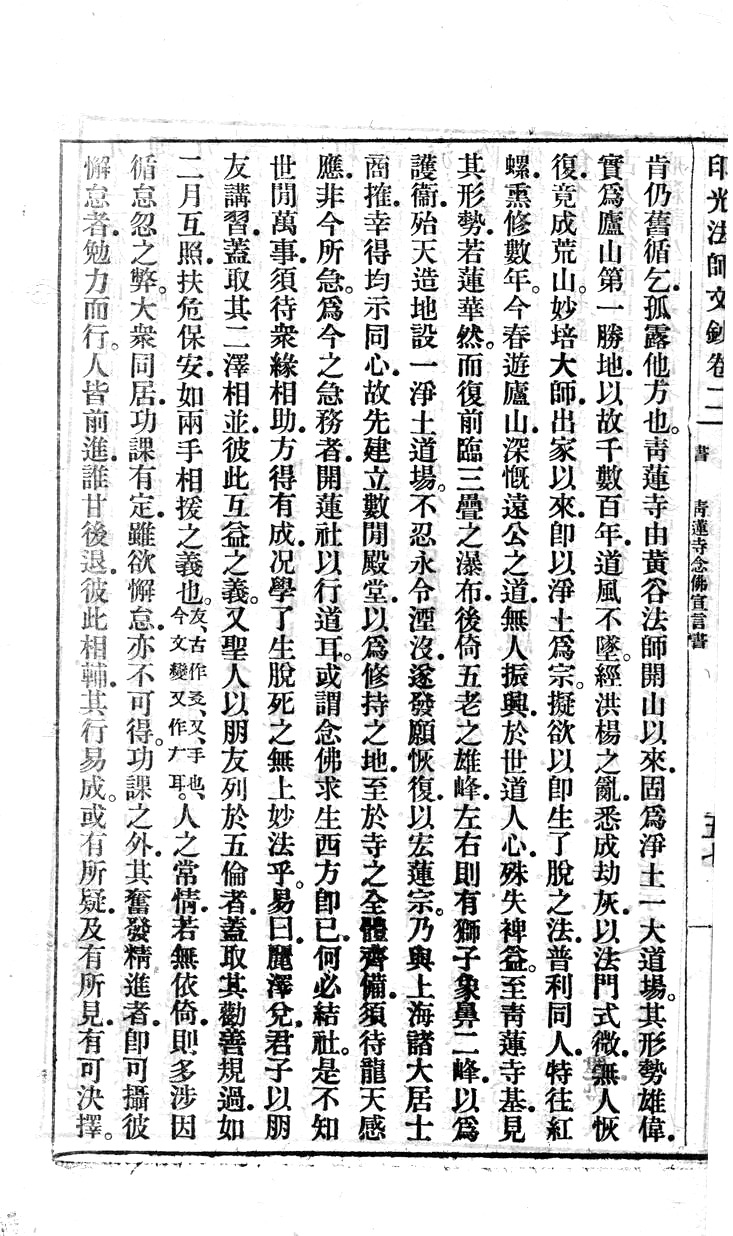 印光法師文鈔卷二 書 青蓮寺念佛宣言書
肯仍舊循乞、孤露他方也。青蓮寺由黃谷法師開山以來、固為淨土一大道場。其形勢雄偉、
實為廬山第一勝地、以故千數百年、道風不墜。經洪楊之亂、悉成劫灰、以法門式微、無人恢
復、竟成荒山。妙培大師、出家以來、卽以淨土為宗。擬欲以卽生了脫之法、普利同人、特往紅
螺、熏修數年。今春遊廬山、深慨遠公之道、無人振興、於世道人心、殊失裨益。至青蓮寺基、見
其形勢、若蓮華然。而復前臨三疊之瀑布、後倚五老之雄峰、左右則有獅子象鼻二峰、以為
護衞、殆天造地設一淨土道場。不忍永令湮沒、遂發願恢復、以宏蓮宗。乃與上海諸大居士
商搉、幸得均示同心、故先建立數閒殿堂、以為修持之地、至於寺之全體齊備、須待龍天感
應、非今所急。為今之急務者、開蓮社以行道耳。或謂念佛求生西方卽已、何必結社。是不知
世閒萬事、須待衆緣相助、方得有成、况學了生脫死之無上妙法乎。易曰、麗澤兌、君子以朋
友講習、蓋取其二澤相並、彼此互益之義。又聖人以朋友列於五倫者、蓋取其勸善規過、如
二月互照、扶危保安、如兩手相援之義也。友、古作㕛、又、手也、今文變又作𠂇耳。人之常情、若無依倚、則多涉因
循怠忽之弊。大衆同居、功課有定、雖欲懈怠、亦不可得。功課之外、其奮發精進者、卽可攝彼
懈怠者、勉力而行。人皆前進、誰甘後退、彼此相輔、其行易成。或有所疑、及有所見、有可決擇。